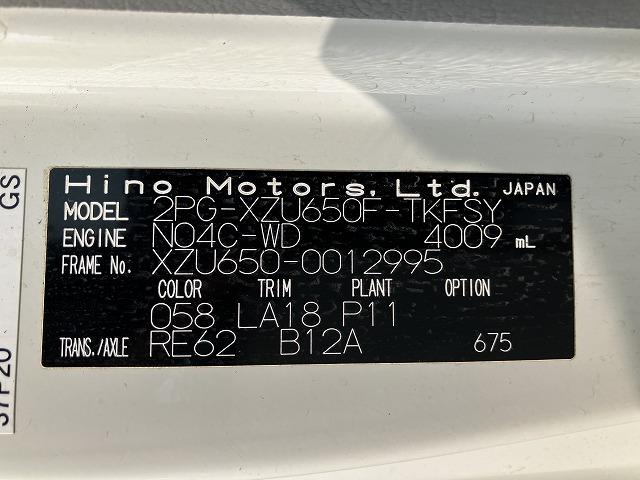 Hino Motors, Ltd. JAPAN
MODEL 2PG-XZU650F-TKFSY
ENGINE N04C-WD 4009 mL
FRAME No. XZU650-0012995
COLOR TRIM PLANT OPTION
058 LA18 P11
TRANS./AXLE RE62 B12A 675
GS